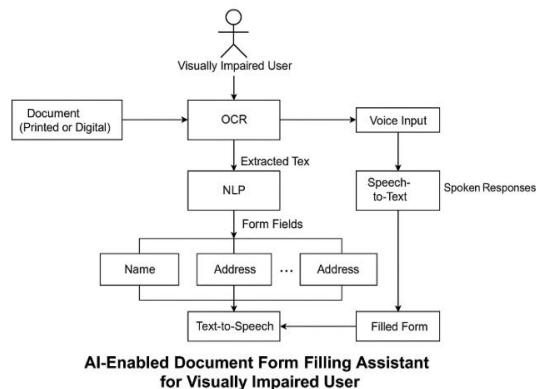 Visually Impaired User
Document
(Printed or Digital)
OCR
Voice Input
Extracted Tex
NLP
Speech-
to-Text
Spoken Responses
Form Fields
Name
Address
...
Address
Text-to-Speech
Filled Form
AI-Enabled Document Form Filling Assistant
for Visually Impaired User